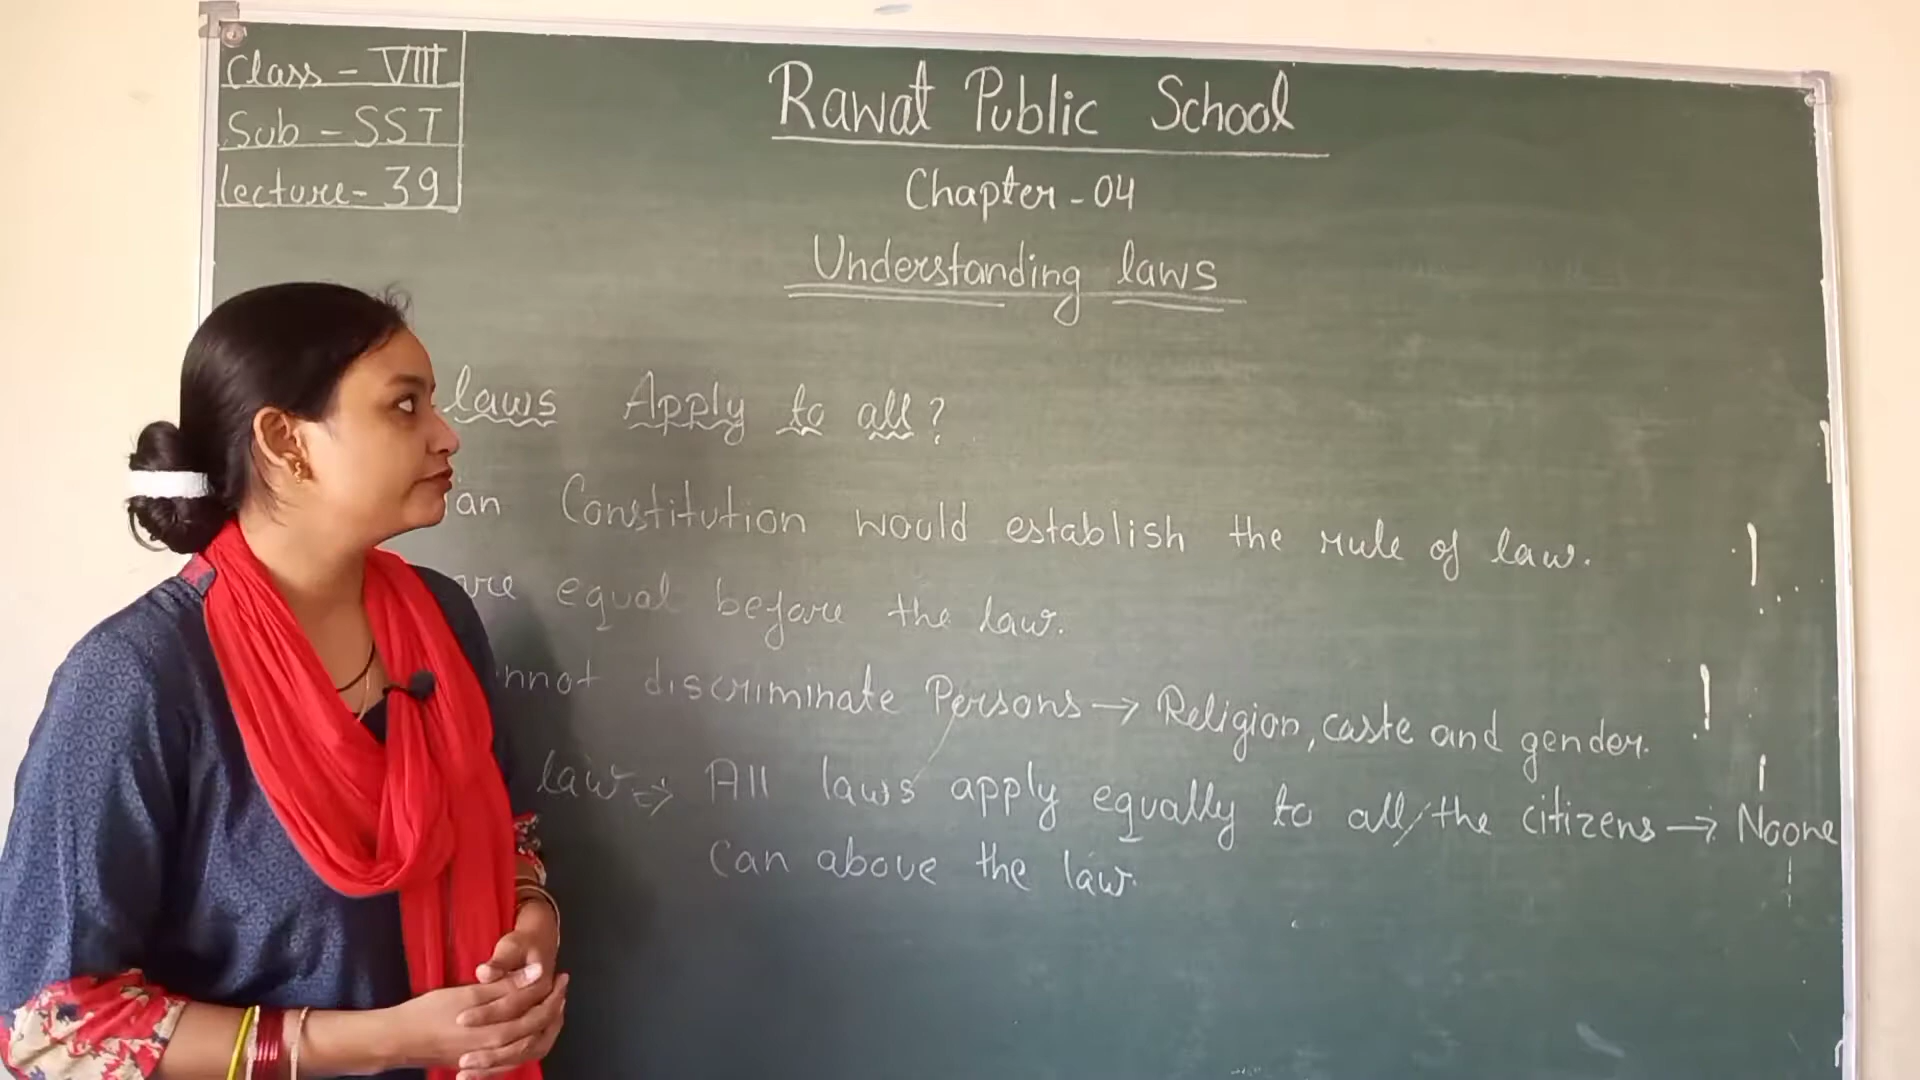 Class - VIII
Sub - SST
Lecture - 39
Rawat Public School
Chapter - 04
Understanding laws
laws Apply to all?
an Constitution would establish the rule of law.
are equal before the law.
nnot discriminate Persons → Religion, caste and gender.
law => All laws apply equally to all/the citizens → Noone
Can above the law.